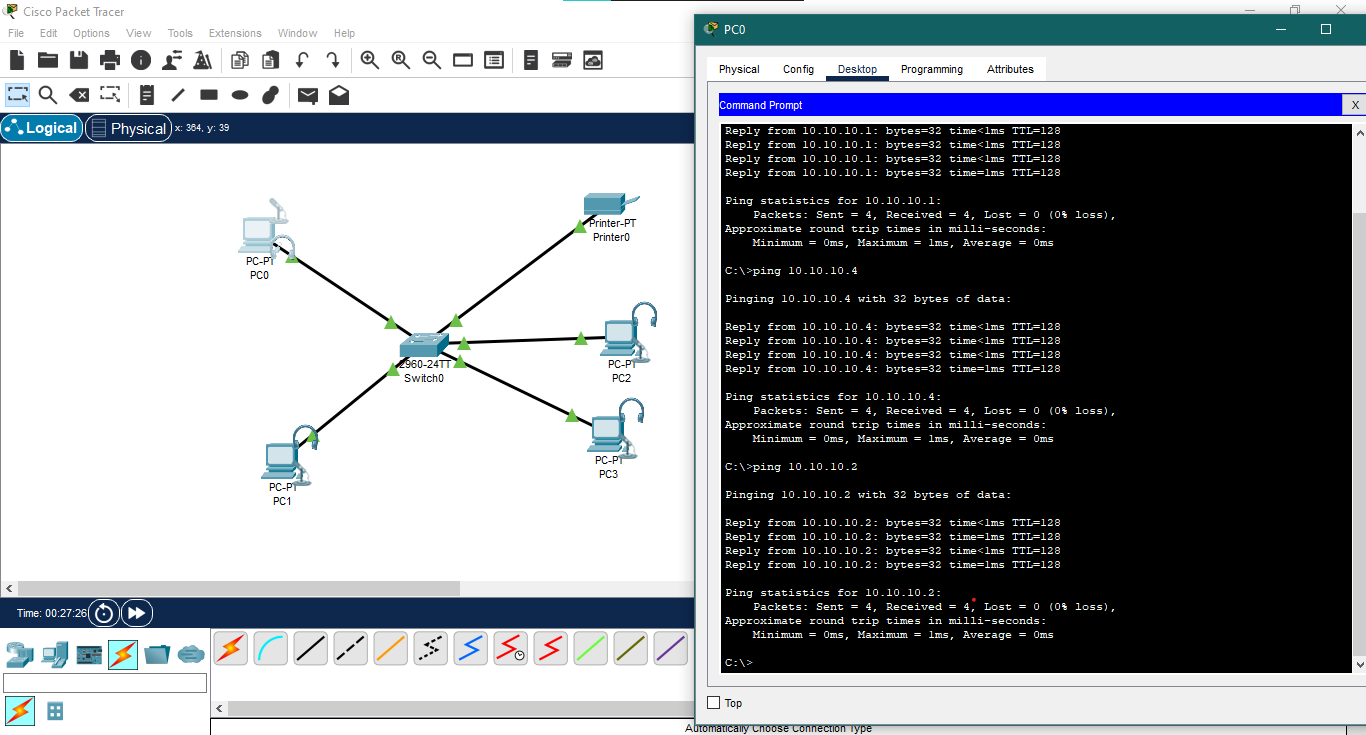 Cisco Packet Tracer
File Edit Options View Tools Extensions Window Help
Logical
Physical
x: 364, y: 39
PC-PT
PC0
Printer-PT
Printer0
2960-24TT
Switch0
PC-PT
PC2
PC-PT
PC3
PC-PT
PC1
Time: 00:27:26
Automatically Choose Connection Type
PC0
Physical Config Desktop Programming Attributes
Command Prompt
X
Reply from 10.10.10.1: bytes=32 time<1ms TTL=128
Reply from 10.10.10.1: bytes=32 time<1ms TTL=128
Reply from 10.10.10.1: bytes=32 time<1ms TTL=128
Reply from 10.10.10.1: bytes=32 time=1ms TTL=128
Ping statistics for 10.10.10.1:
Packets: Sent = 4, Received = 4, Lost = 0 (0% loss),
Approximate round trip times in milli-seconds:
Minimum = 0ms, Maximum = 1ms, Average = 0ms
C:\>ping 10.10.10.4
Pinging 10.10.10.4 with 32 bytes of data:
Reply from 10.10.10.4: bytes=32 time<1ms TTL=128
Reply from 10.10.10.4: bytes=32 time<1ms TTL=128
Reply from 10.10.10.4: bytes=32 time=1ms TTL=128
Reply from 10.10.10.4: bytes=32 time=1ms TTL=128
Ping statistics for 10.10.10.4:
Packets: Sent = 4, Received = 4, Lost = 0 (0% loss),
Approximate round trip times in milli-seconds:
Minimum = 0ms, Maximum = 1ms, Average = 0ms
C:\>ping 10.10.10.2
Pinging 10.10.10.2 with 32 bytes of data:
Reply from 10.10.10.2: bytes=32 time<1ms TTL=128
Reply from 10.10.10.2: bytes=32 time<1ms TTL=128
Reply from 10.10.10.2: bytes=32 time<1ms TTL=128
Reply from 10.10.10.2: bytes=32 time=1ms TTL=128
Ping statistics for 10.10.10.2:
Packets: Sent = 4, Received = 4, Lost = 0 (0% loss),
Approximate round trip times in milli-seconds:
Minimum = 0ms, Maximum = 1ms, Average = 0ms
C:\>
Top